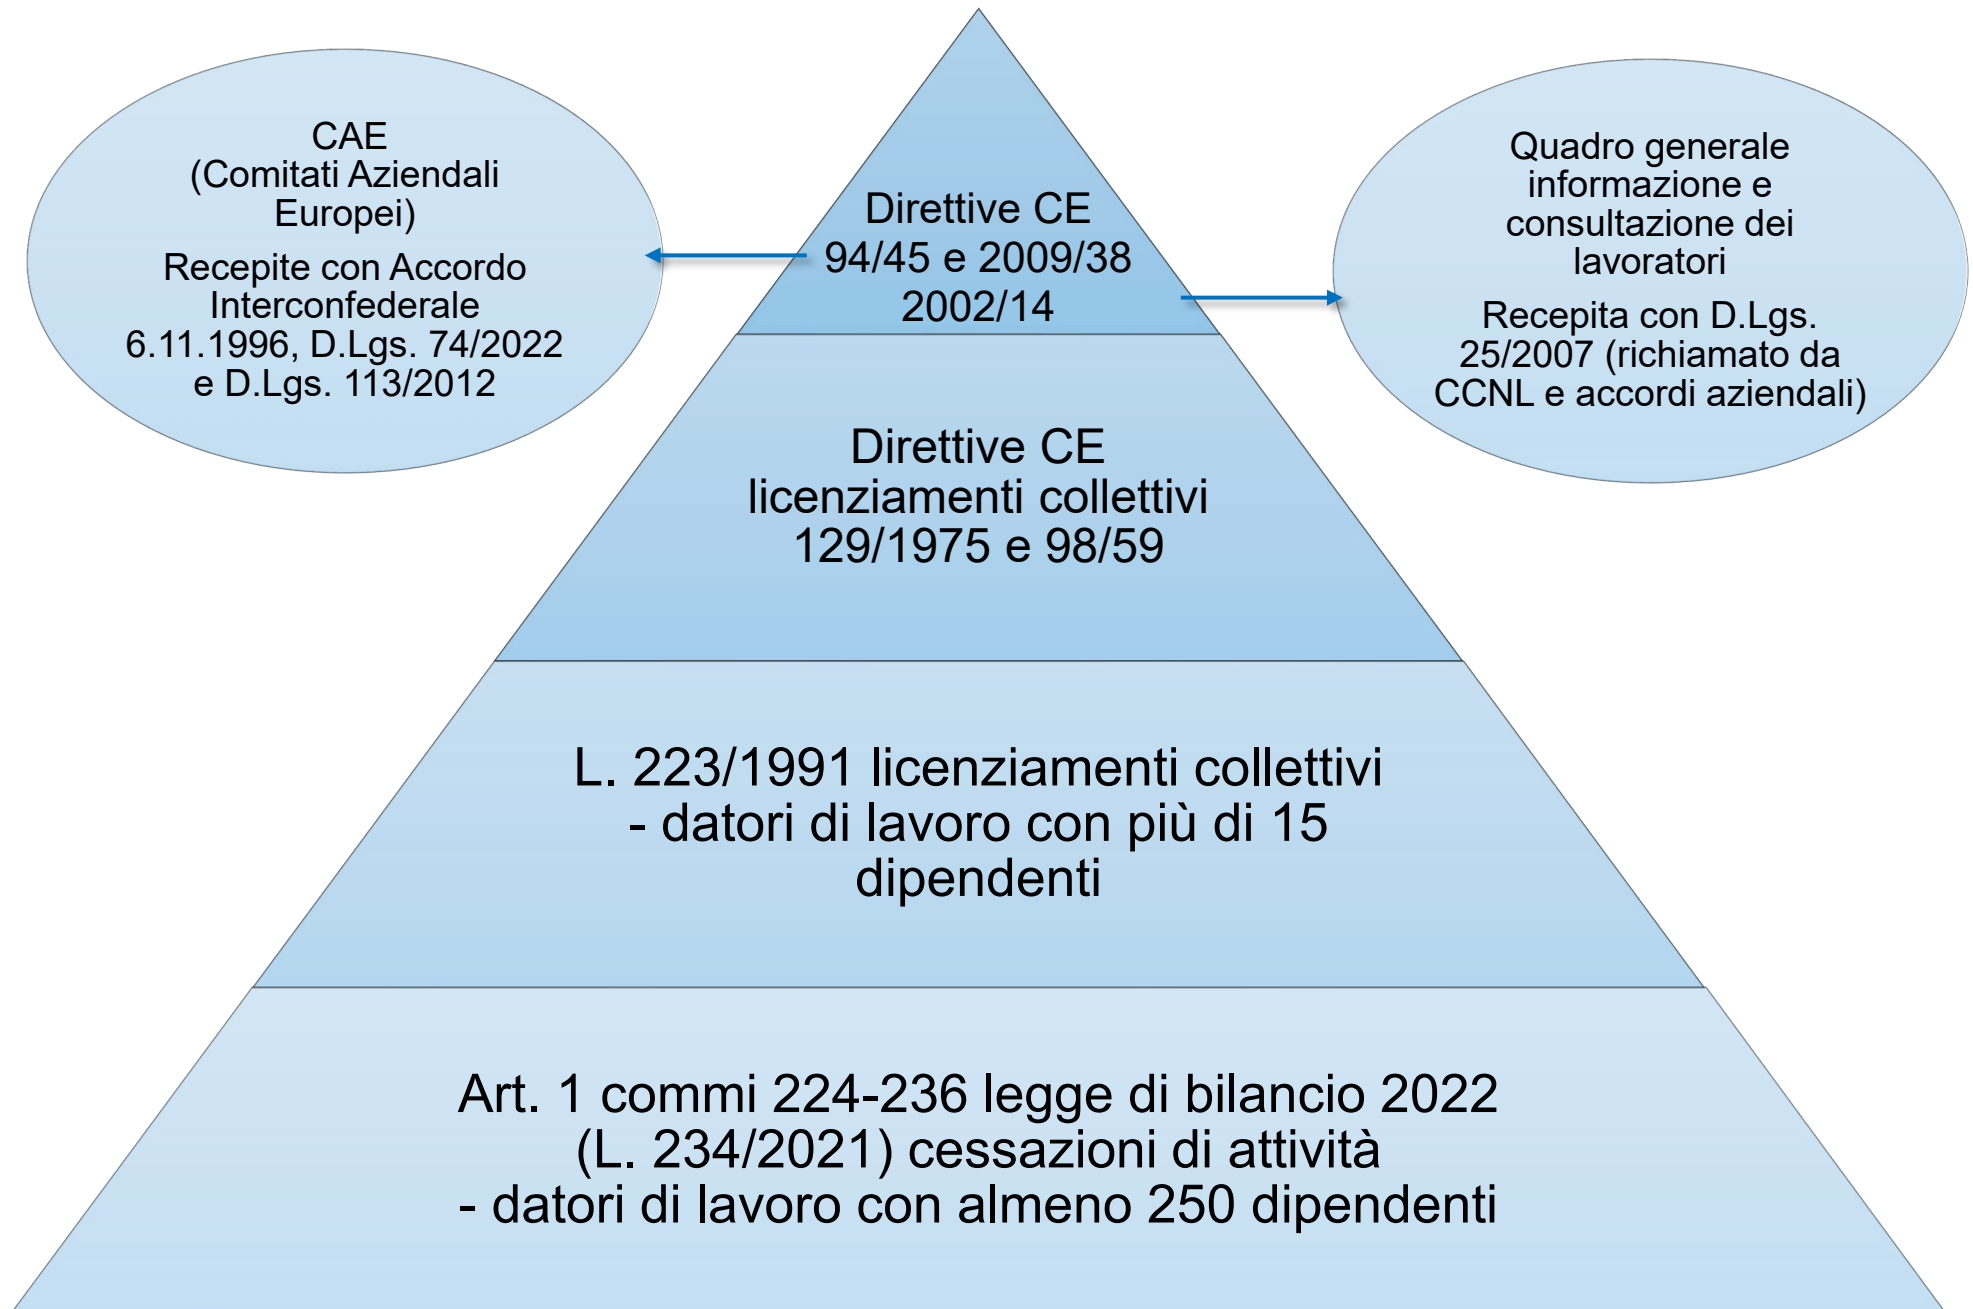 CAE
(Comitati Aziendali
Europei)
Recepite con Accordo
Interconfederale
6.11.1996, D.Lgs. 74/2022
e D.Lgs. 113/2012
Direttive CE
94/45 e 2009/38
2002/14
Quadro generale
informazione e
consultazione dei
lavoratori
Recepita con D.Lgs.
25/2007 (richiamato da
CCNL e accordi aziendali)
Direttive CE
licenziamenti collettivi
129/1975 e 98/59
L. 223/1991 licenziamenti collettivi
- datori di lavoro con più di 15
dipendenti
Art. 1 commi 224-236 legge di bilancio 2022
(L. 234/2021) cessazioni di attività
- datori di lavoro con almeno 250 dipendenti